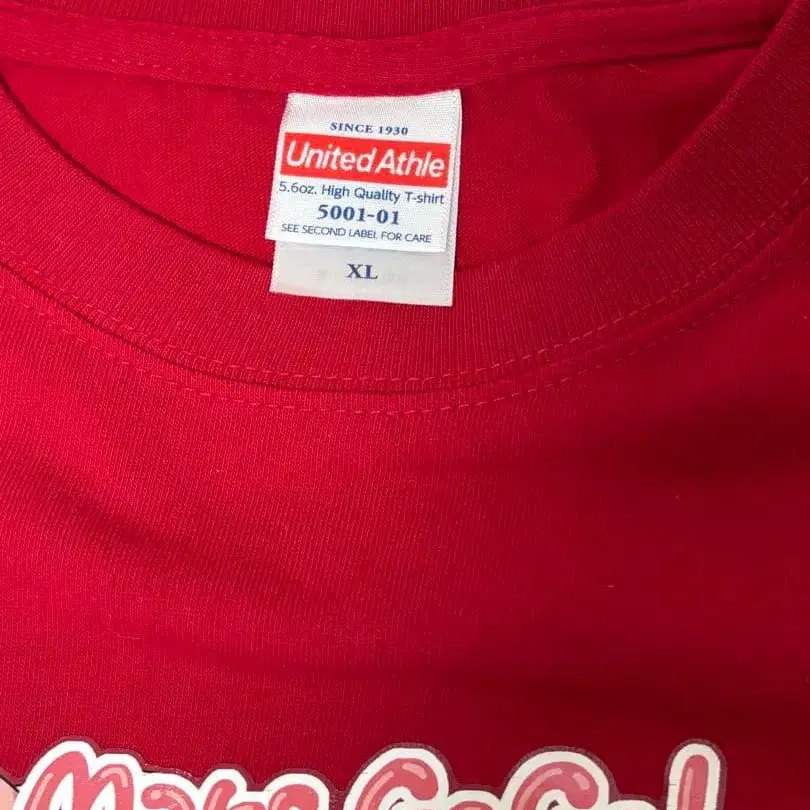 SINCE 1930
United Athle
5.6oz. High Quality T-shirt
5001-01
SEE SECOND LABEL FOR CARE
XL